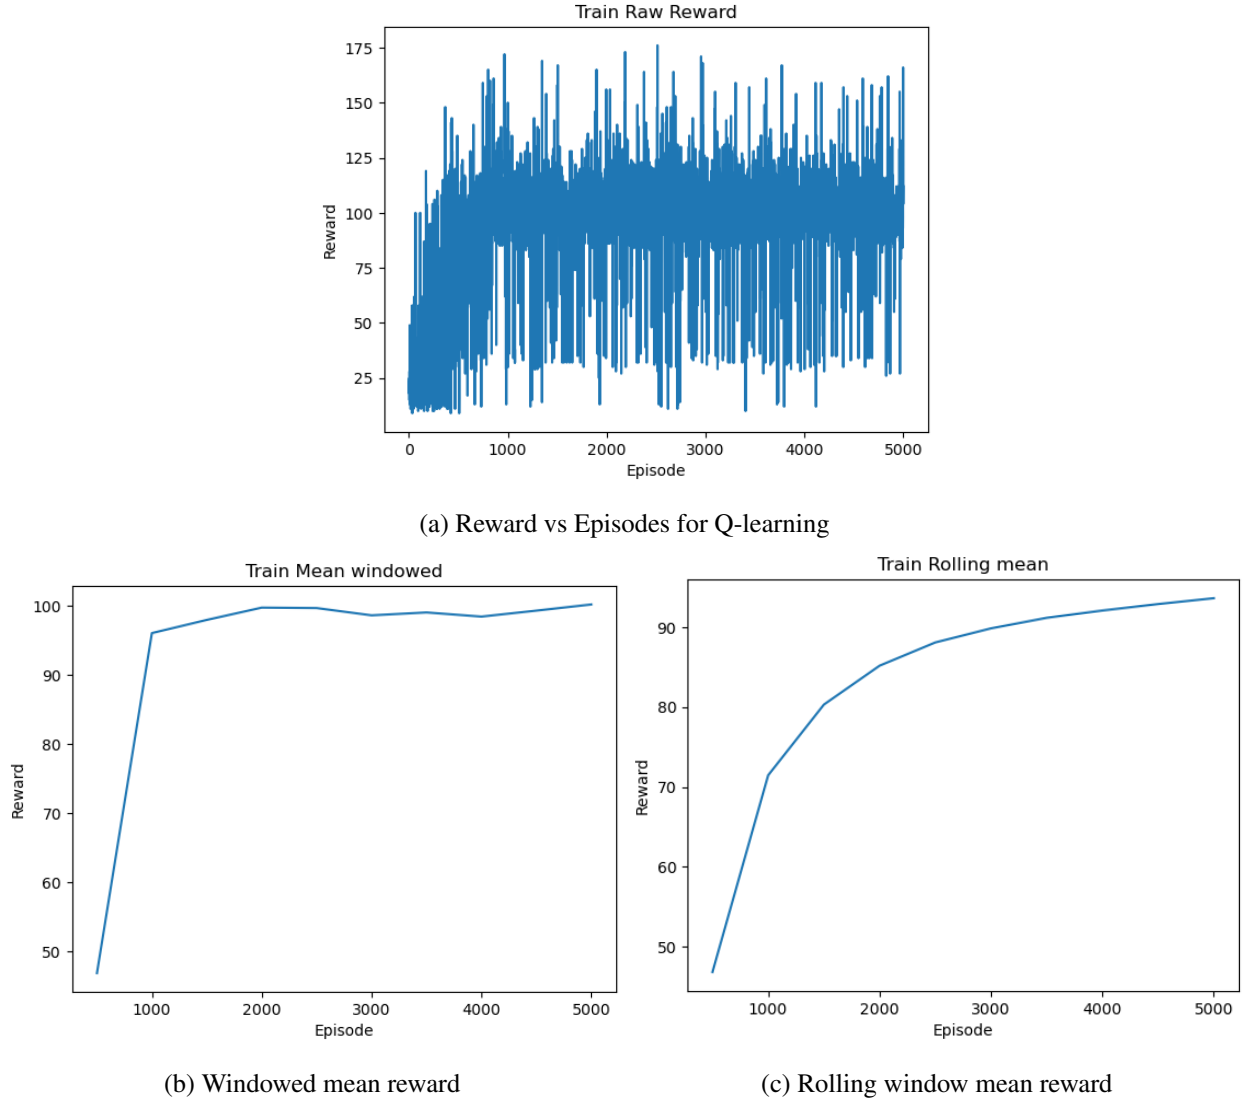 Train Raw Reward
175
150
125
100
75
50
25
Reward
0 1000 2000 3000 4000 5000
Episode
(a) Reward vs Episodes for Q-learning
Train Mean windowed
100
90
80
70
60
50
Reward
1000 2000 3000 4000 5000
Episode
(b) Windowed mean reward
Train Rolling mean
90
80
70
60
50
Reward
1000 2000 3000 4000 5000
Episode
(c) Rolling window mean reward